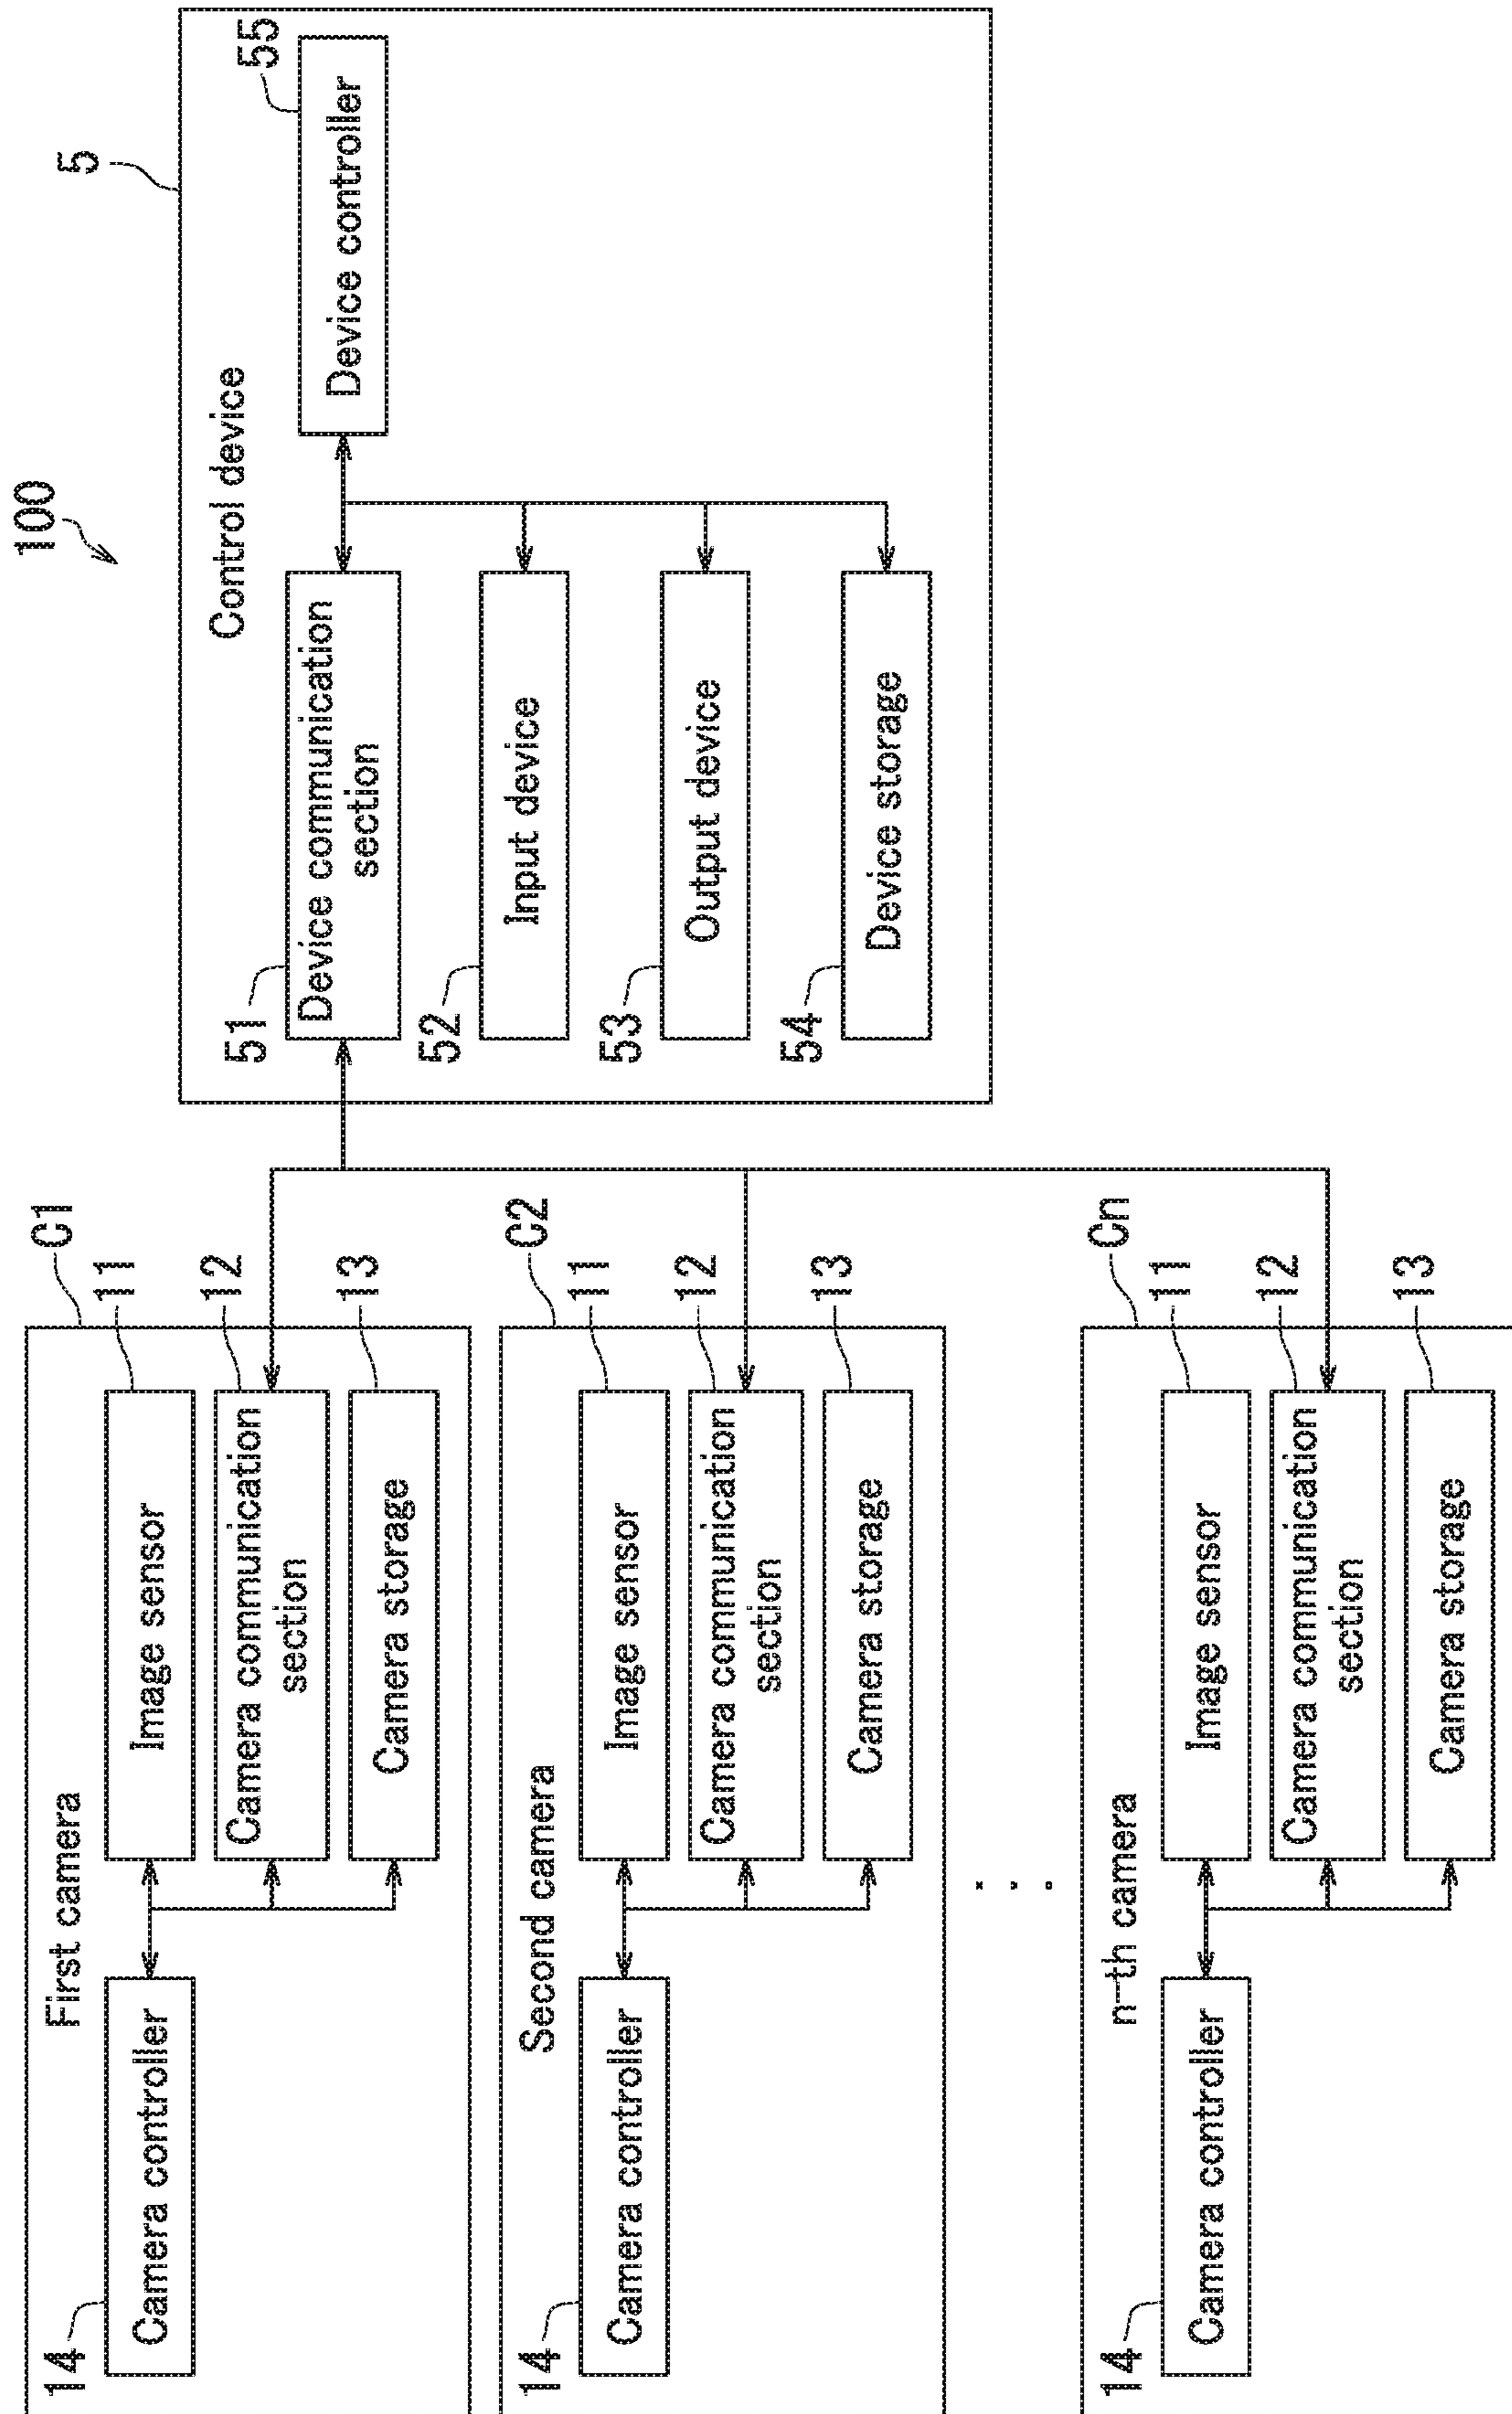 100
First camera
C1
14
Camera controller
Image sensor
11
Camera communication
section
12
Camera storage
13
Second camera
C2
14
Camera controller
Image sensor
11
Camera communication
section
12
Camera storage
13
n-th camera
Cn
14
Camera controller
Image sensor
11
Camera communication
section
12
Camera storage
13
5
Control device
51
Device communication
section
52
Input device
53
Output device
54
Device storage
55
Device controller